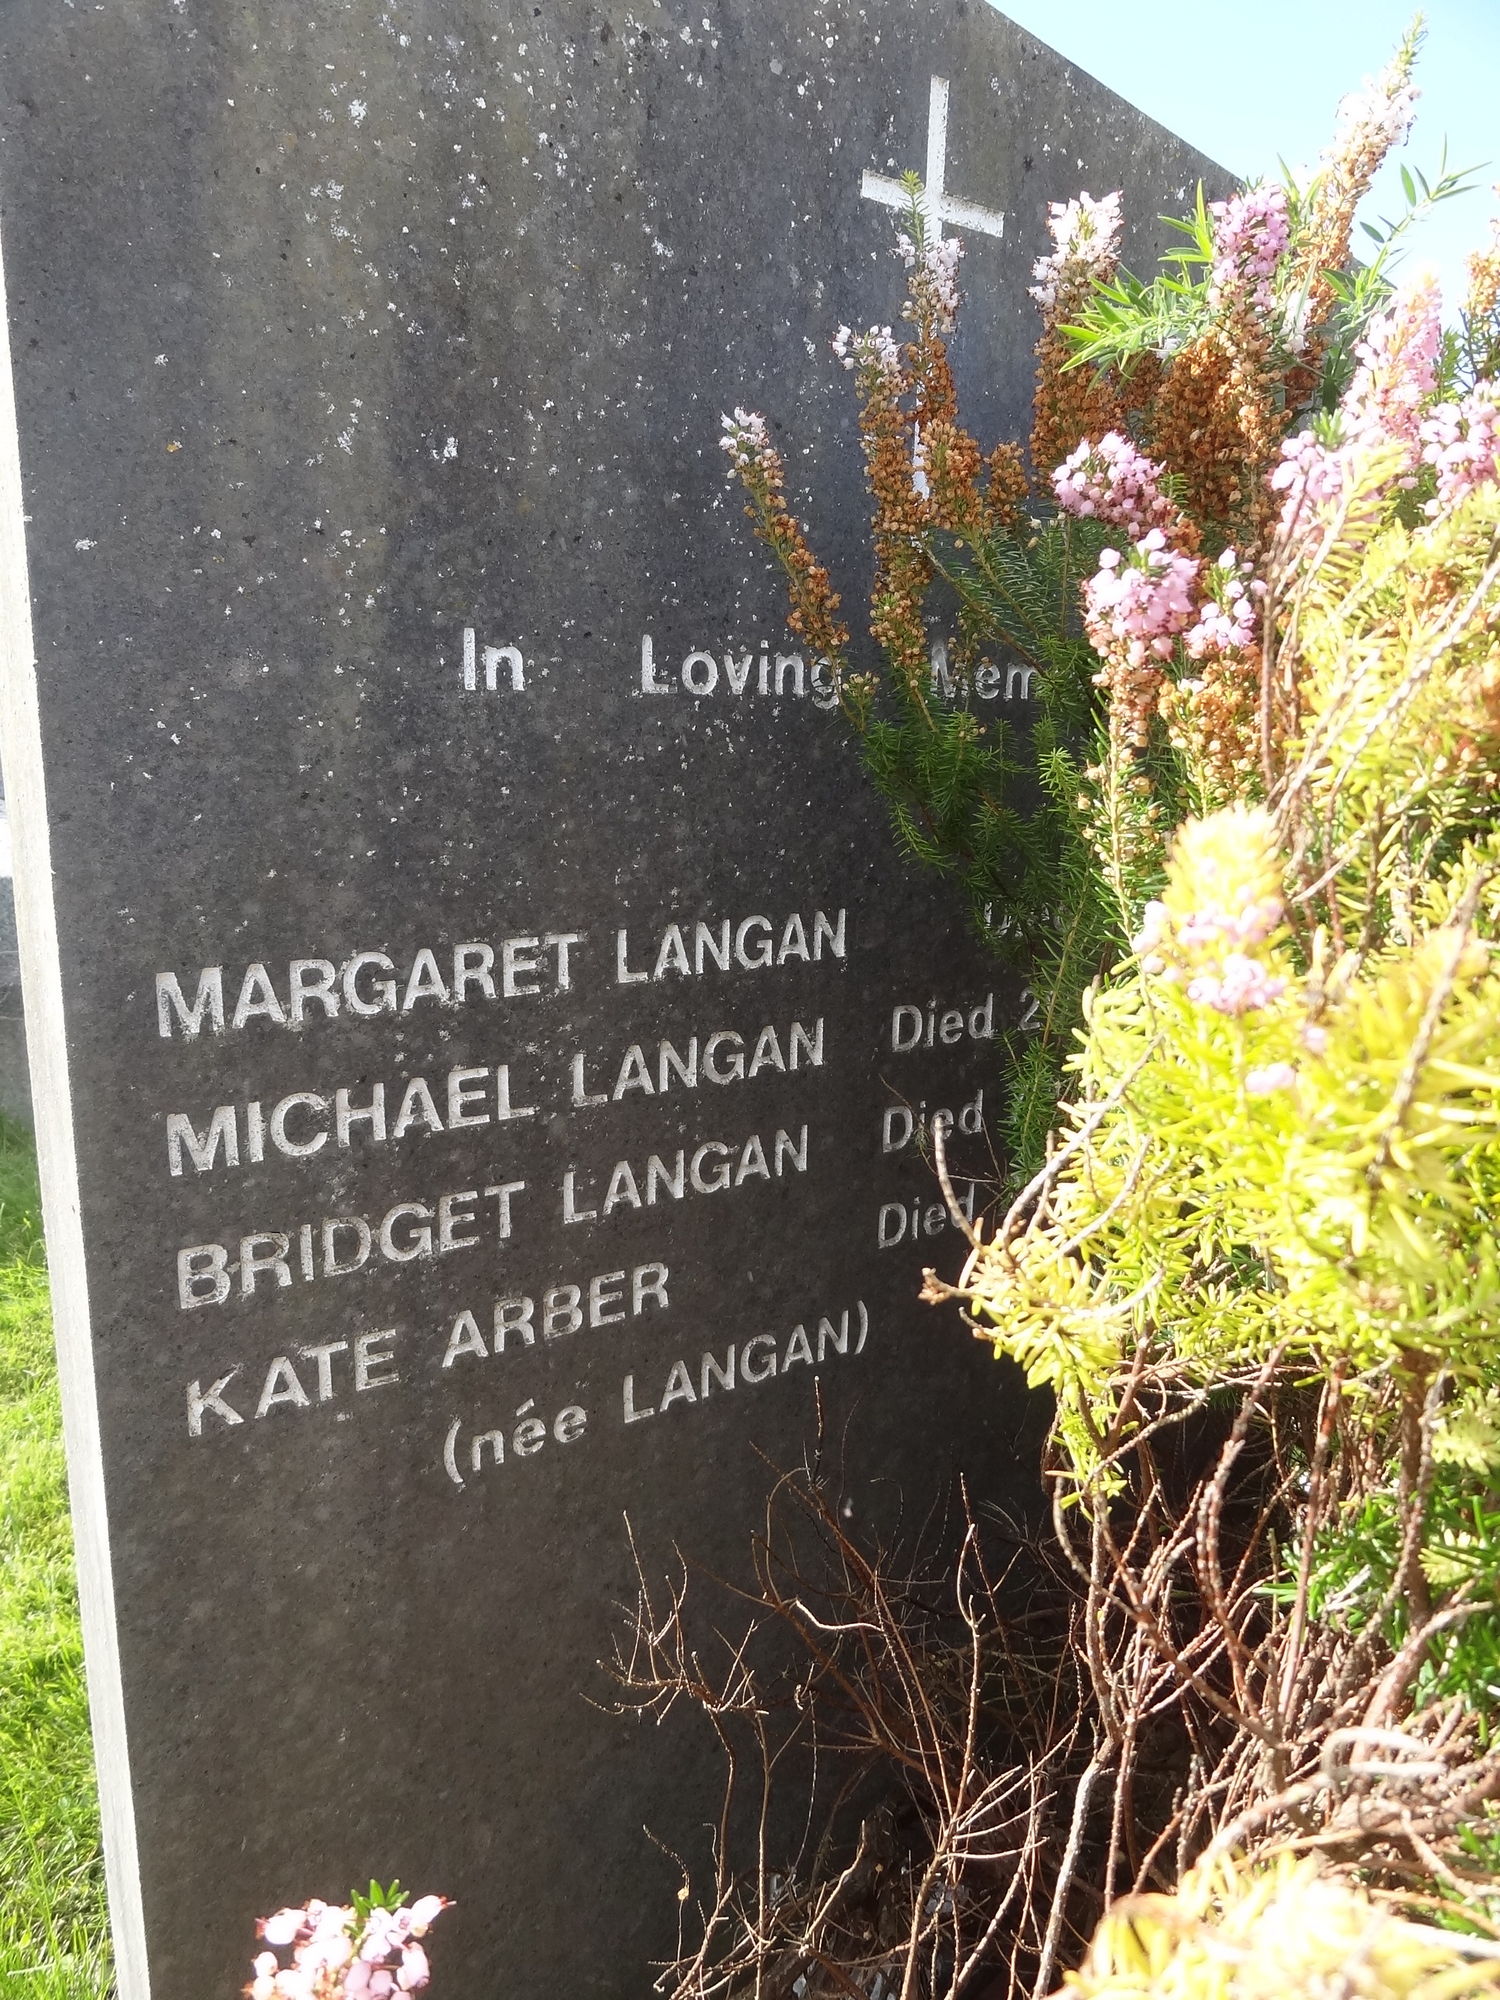 In Loving
MARGARET LANGAN
MICHAEL LANGAN Died
BRIDGET LANGAN Died
KATE ARBER Died
(née LANGAN)